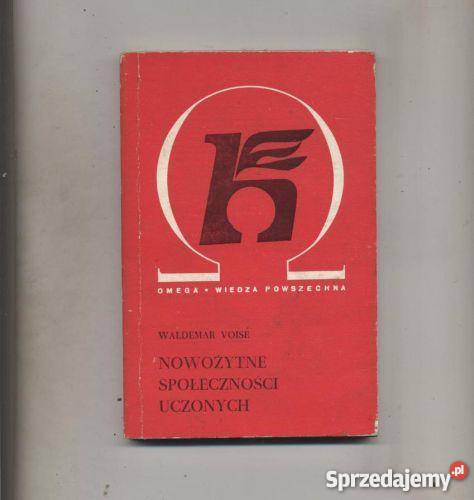 OMEGA • WIEDZA POWSZECHNA
WALDEMAR VOISÉ
NOWOŻYTNE
SPOŁECZNOŚCI
UCZONYCH
Sprzedajemy.pl